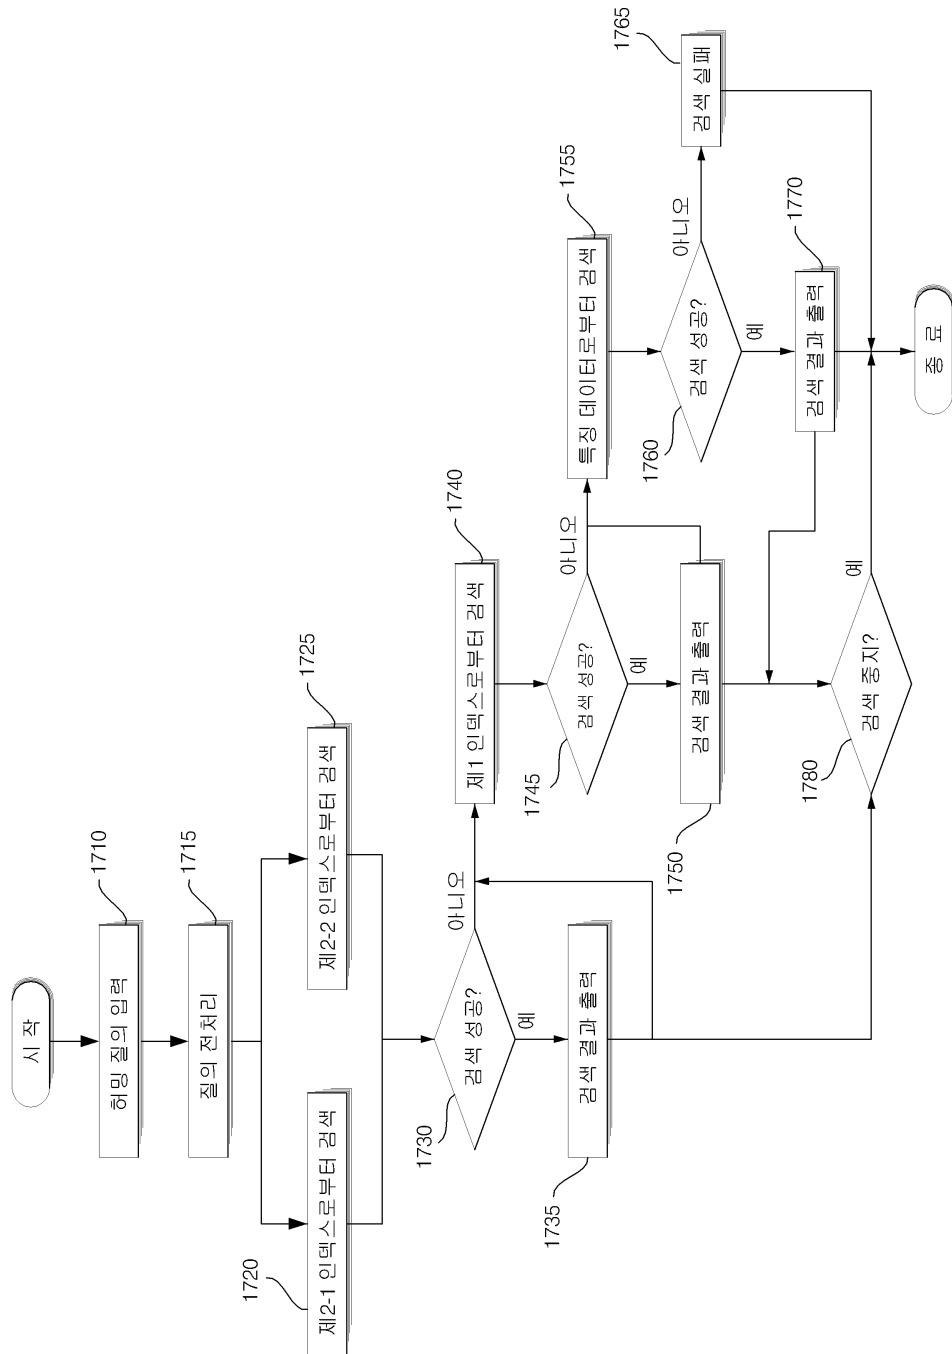 시 작
허밍 질의 입력
1710
질의 전처리
1715
제2-1 인덱스로부터 검색
1720
제2-2 인덱스로부터 검색
1725
검색 성공?
1730
아니오
예
검색 결과 출력
1735
제1 인덱스로부터 검색
1740
검색 성공?
1745
아니오
예
검색 결과 출력
1750
특징 데이터로부터 검색
1755
검색 성공?
1760
아니오
예
검색 실패
1765
검색 결과 출력
1770
검색 중지?
1780
예
종 료